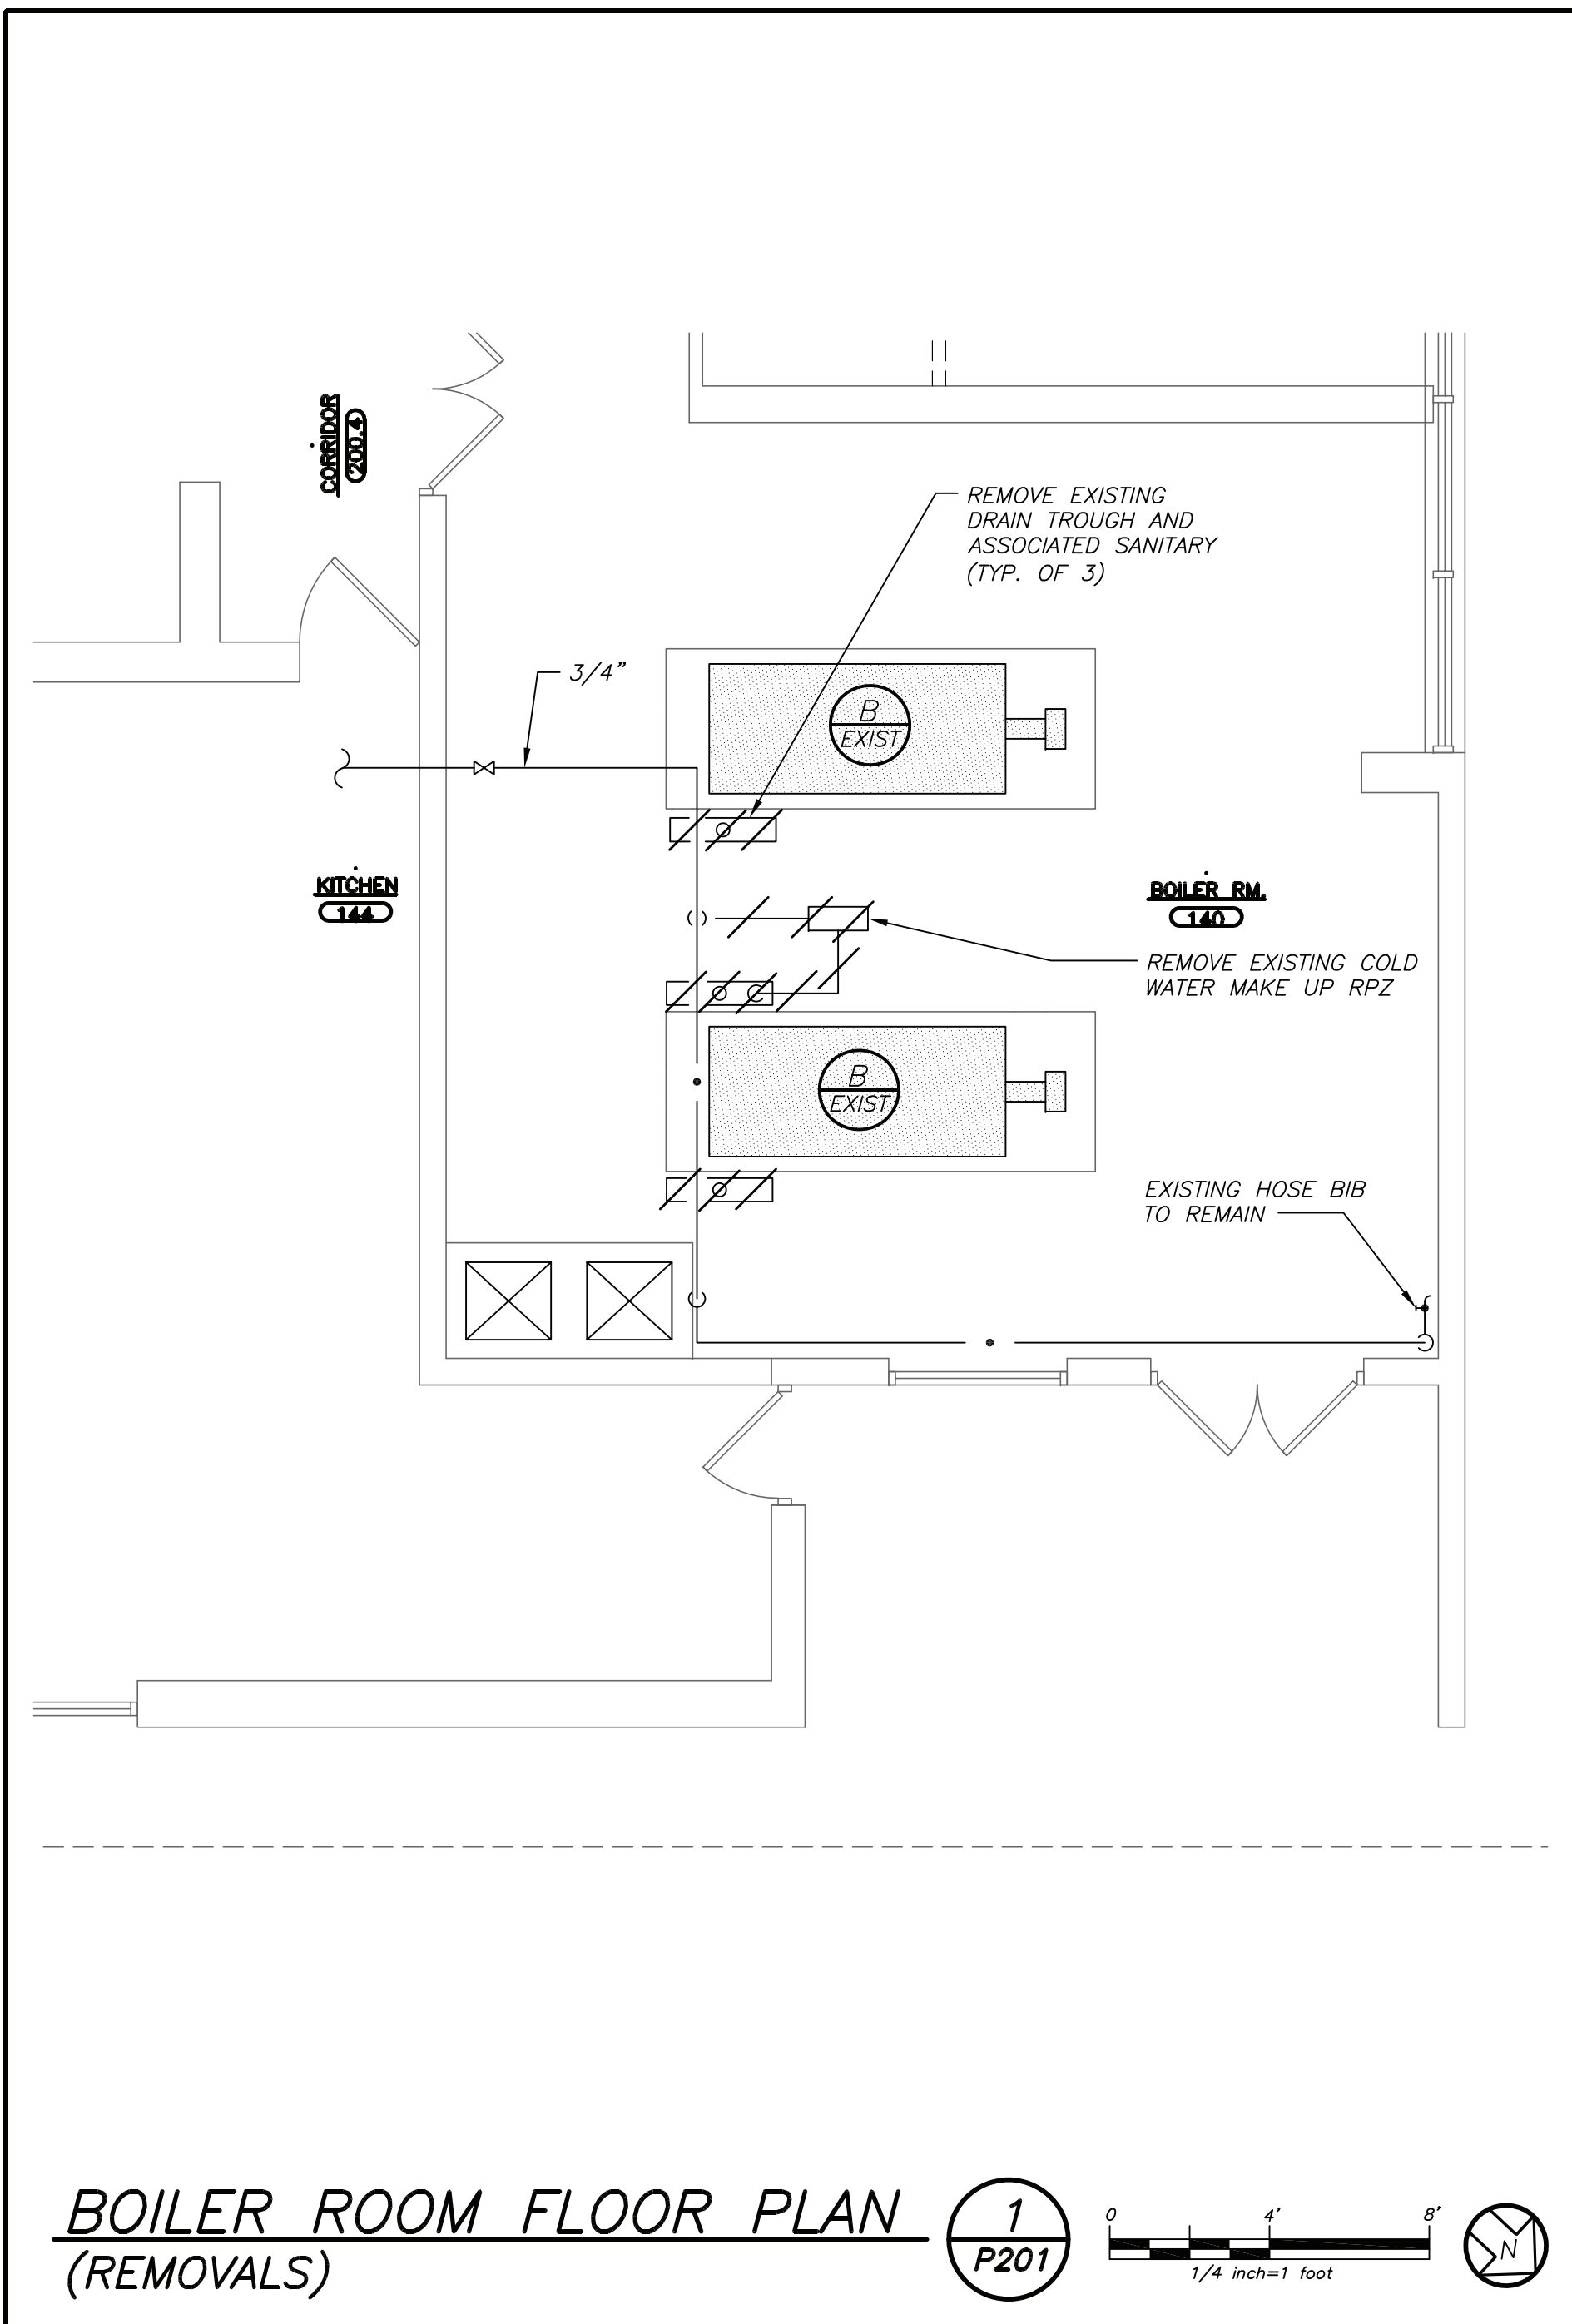 CORRIDOR
200.4
REMOVE EXISTING
DRAIN TROUGH AND
ASSOCIATED SANITARY
(TYP. OF 3)
3/4"
B
EXIST
KITCHEN
144
BOILER RM.
140
REMOVE EXISTING COLD
WATER MAKE UP RPZ
B
EXIST
EXISTING HOSE BIB
TO REMAIN
BOILER ROOM FLOOR PLAN
(REMOVALS)
1
P201
0 4' 8'
1/4 inch=1 foot
N